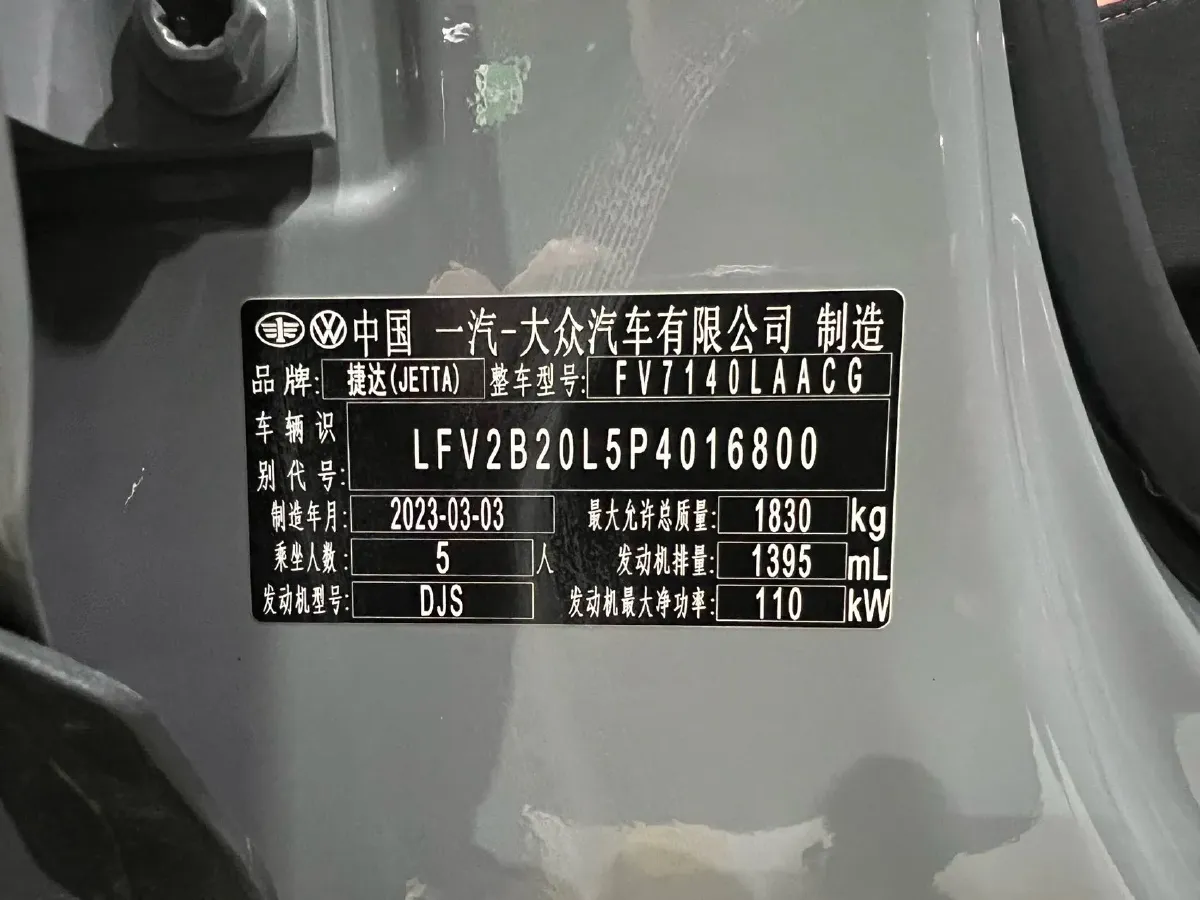 中国 一汽-大众汽车有限公司 制造
品牌: 捷达(JETTA) 整车型号: FV7140LAACG
车辆识别代号: LFV2B20L5P4016800
制造年月: 2023-03-03 最大允许总质量: 1830 kg
乘坐人数: 5 人 发动机排量: 1395 mL
发动机型号: DJS 发动机最大净功率: 110 kW